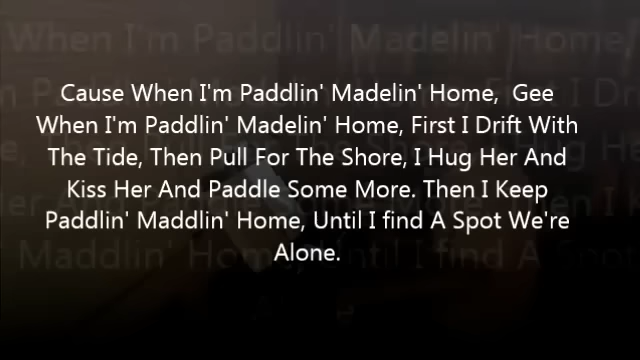 Cause When I'm Paddlin' Madelin' Home,  Gee
When I'm Paddlin' Madelin' Home, First I Drift With
The Tide, Then Pull For The Shore, I Hug Her And
Kiss Her And Paddle Some More. Then I Keep
Paddlin' Maddlin' Home, Until I find A Spot We're
Alone.